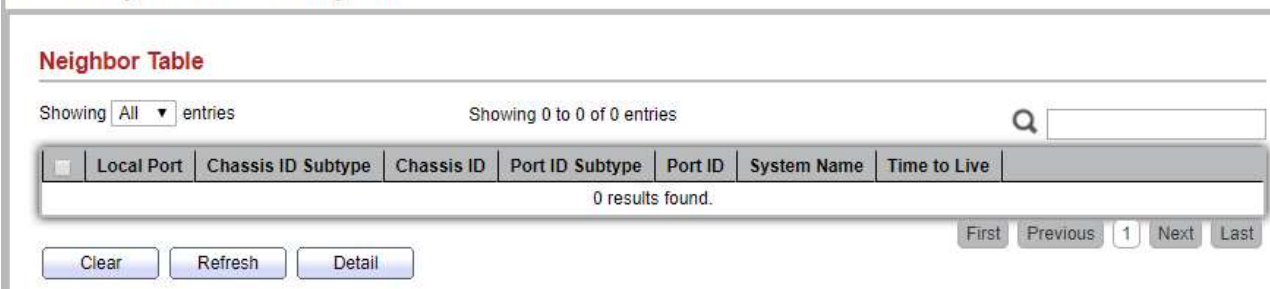 Neighbor Table
Showing All entries Showing 0 to 0 of 0 entries
Local Port Chassis ID Subtype Chassis ID Port ID Subtype Port ID System Name Time to Live
0 results found.
First Previous 1 Next Last
Clear Refresh Detail